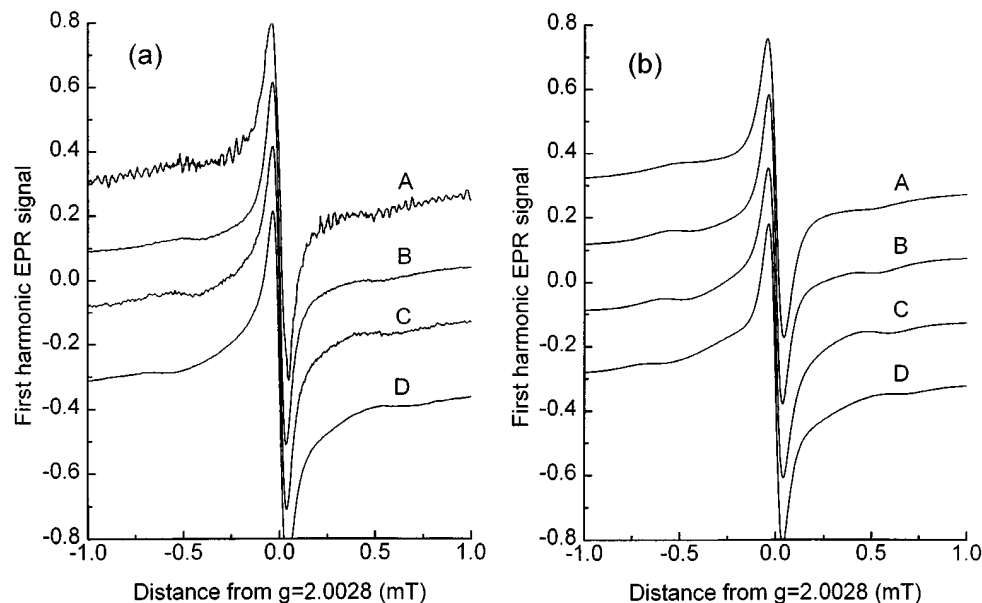 (a)
First harmonic EPR signal
0.8
0.6
0.4
0.2
0.0
-0.2
-0.4
-0.6
-0.8
A
B
C
D
-1.0 -0.5 0.0 0.5 1.0
Distance from g=2.0028 (mT)
(b)
First harmonic EPR signal
0.8
0.6
0.4
0.2
0.0
-0.2
-0.4
-0.6
-0.8
A
B
C
D
-1.0 -0.5 0.0 0.5 1.0
Distance from g=2.0028 (mT)